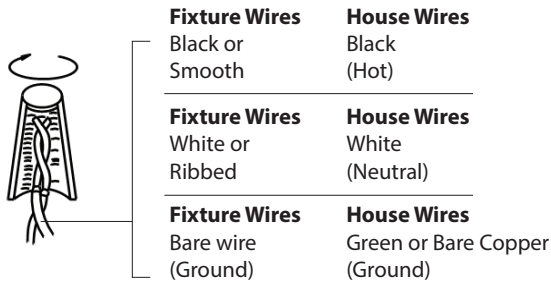 Fixture Wires House Wires
Black or Black
Smooth (Hot)
Fixture Wires House Wires
White or White
Ribbed (Neutral)
Fixture Wires House Wires
Bare wire Green or Bare Copper
(Ground) (Ground)